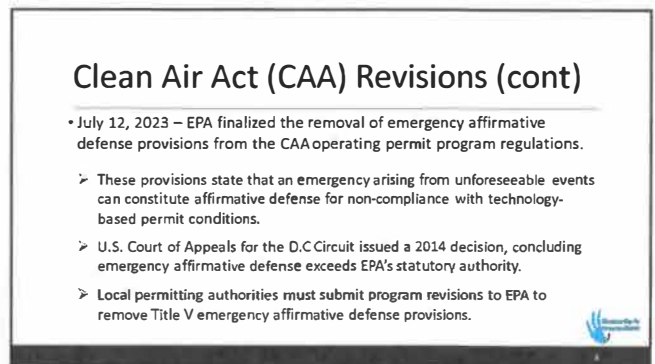 Clean Air Act (CAA) Revisions (cont)
• July 12, 2023 – EPA finalized the removal of emergency affirmative
defense provisions from the CAA operating permit program regulations.
➢ These provisions state that an emergency arising from unforeseeable events
can constitute affirmative defense for non-compliance with technology-
based permit conditions.
➢ U.S. Court of Appeals for the D.C Circuit issued a 2014 decision, concluding
emergency affirmative defense exceeds EPA's statutory authority.
➢ Local permitting authorities must submit program revisions to EPA to
remove Title V emergency affirmative defense provisions.